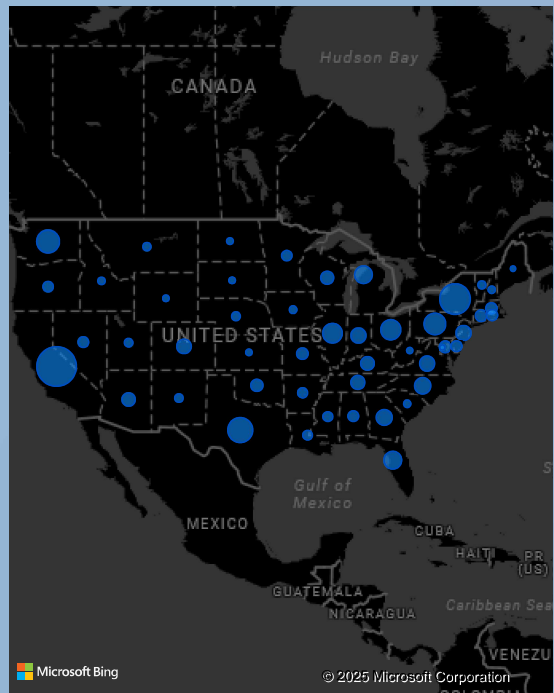 Hudson Bay
CANADA
UNITED STATES
Gulf of
Mexico
MEXICO
CUBA
HAITI
PR
(US)
GUATEMALA
NICARAGUA
Caribbean Sea
VENEZU
Microsoft Bing
© 2025 Microsoft Corporation